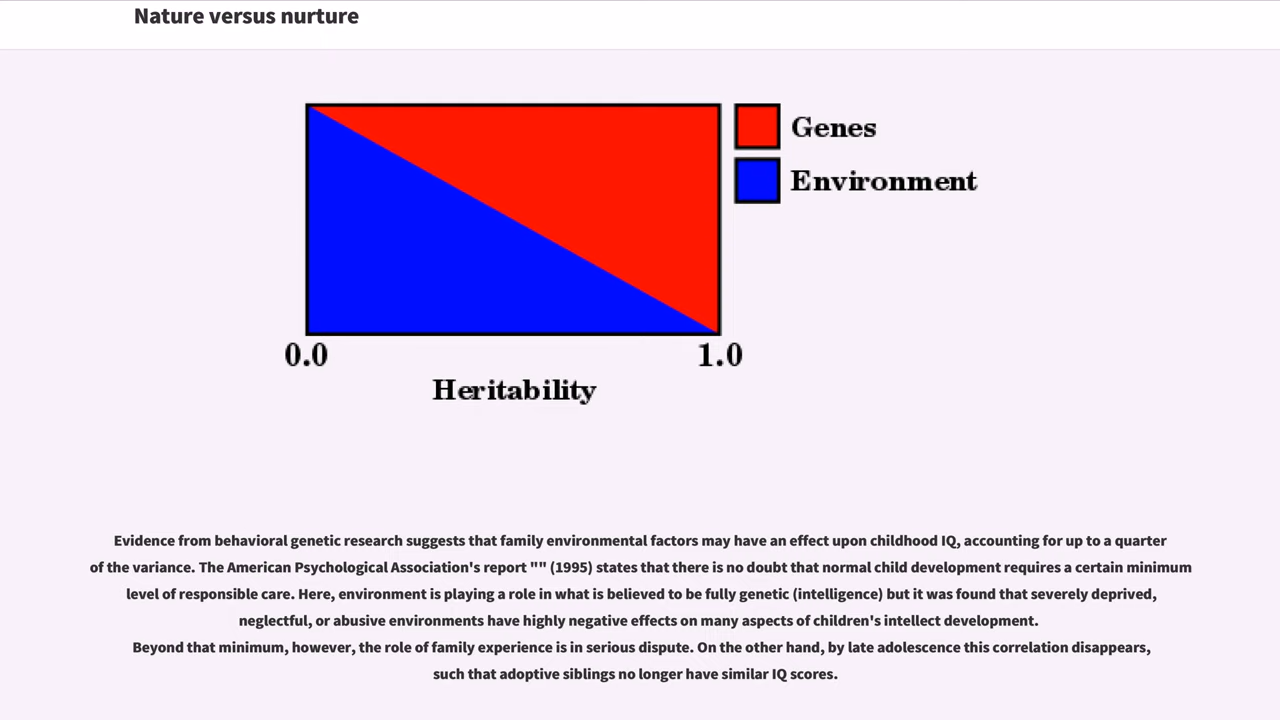 Nature versus nurture
Genes
Environment
0.0 1.0
Heritability
Evidence from behavioral genetic research suggests that family environmental factors may have an effect upon childhood IQ, accounting for up to a quarter
of the variance. The American Psychological Association's report "" (1995) states that there is no doubt that normal child development requires a certain minimum
level of responsible care. Here, environment is playing a role in what is believed to be fully genetic (intelligence) but it was found that severely deprived,
neglectful, or abusive environments have highly negative effects on many aspects of children's intellect development.
Beyond that minimum, however, the role of family experience is in serious dispute. On the other hand, by late adolescence this correlation disappears,
such that adoptive siblings no longer have similar IQ scores.